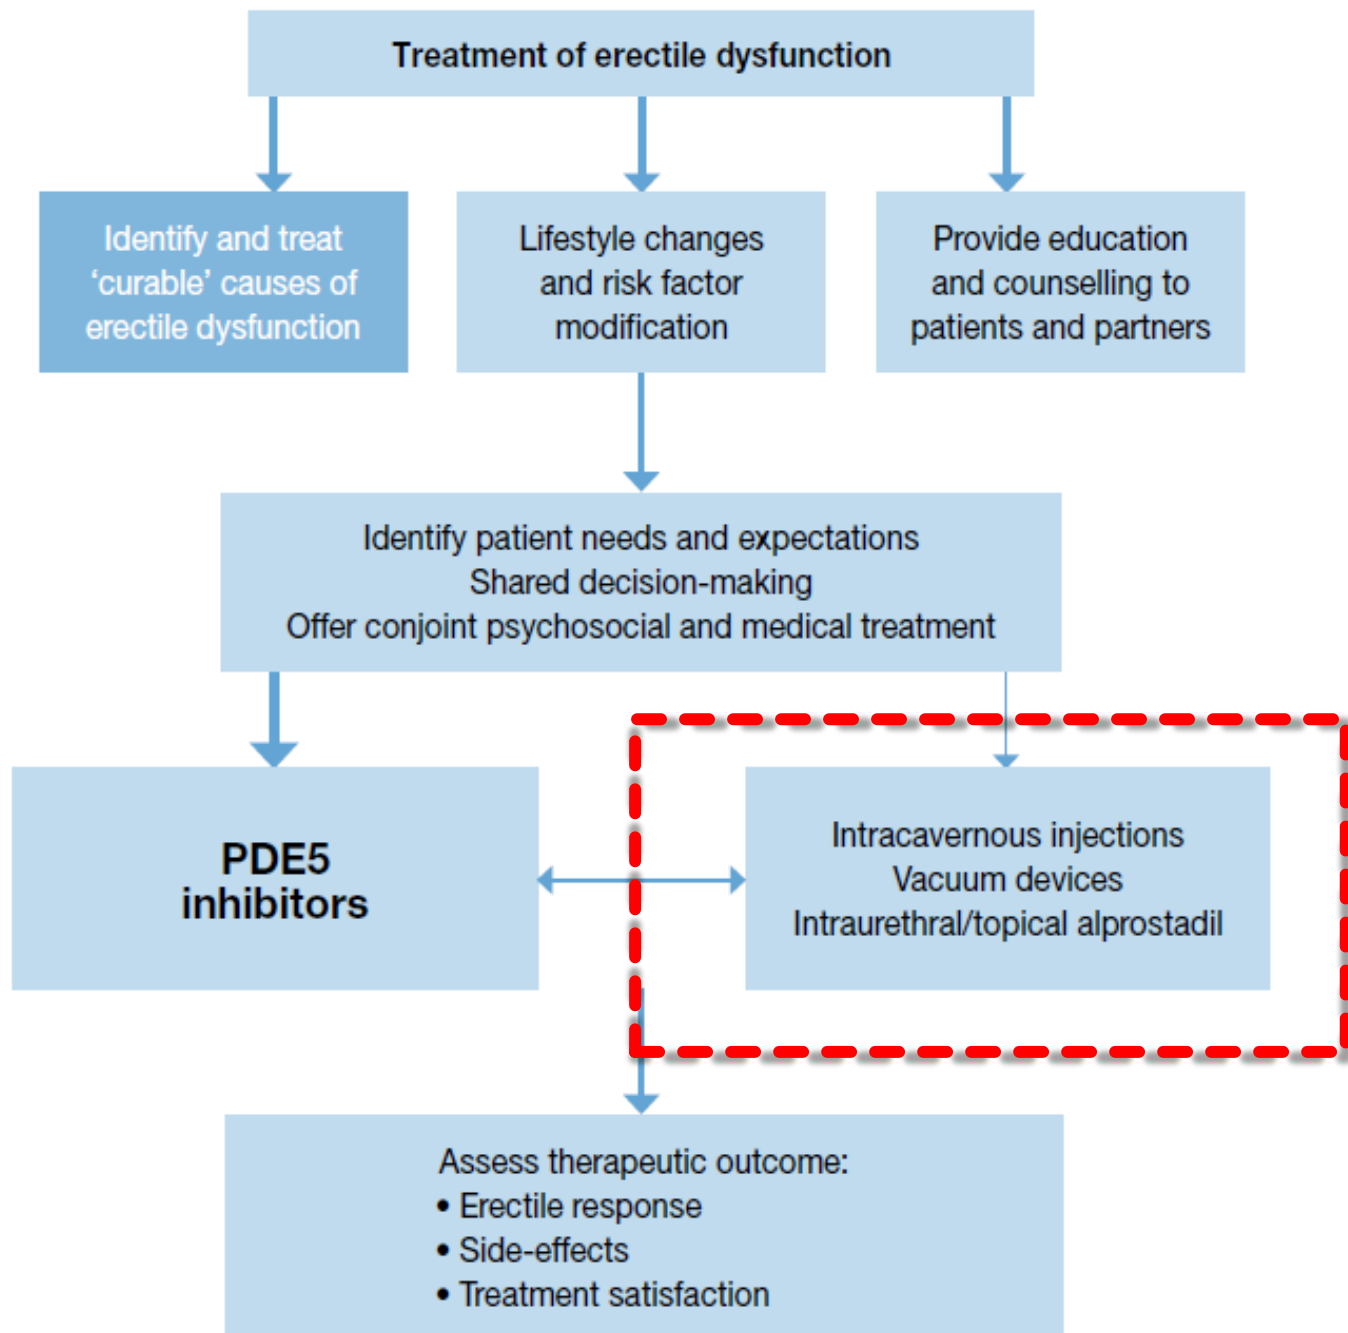 Treatment of erectile dysfunction
Identify and treat
‘curable’ causes of
erectile dysfunction
Lifestyle changes
and risk factor
modification
Provide education
and counselling to
patients and partners
Identify patient needs and expectations
Shared decision-making
Offer conjoint psychosocial and medical treatment
PDE5
inhibitors
Intracavernous injections
Vacuum devices
Intraurethral/topical alprostadil
Assess therapeutic outcome:
• Erectile response
• Side-effects
• Treatment satisfaction